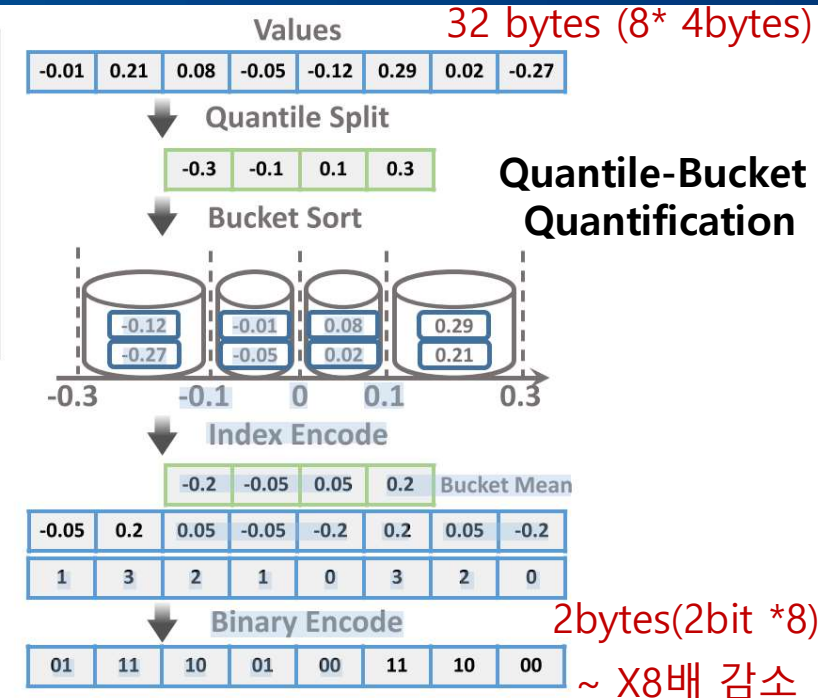 Values
32 bytes (8* 4bytes)
-0.01 0.21 0.08 -0.05 -0.12 0.29 0.02 -0.27
Quantile Split
-0.3 -0.1 0.1 0.3
Quantile-Bucket
Quantification
Bucket Sort
-0.12 -0.01 0.08 0.29
-0.27 -0.05 0.02 0.21
-0.3 -0.1 0 0.1 0.3
Index Encode
-0.2 -0.05 0.05 0.2 Bucket Mean
-0.05 0.2 0.05 -0.05 -0.2 0.2 0.05 -0.2
1 3 2 1 0 3 2 0
Binary Encode
2bytes(2bit *8)
01 11 10 01 00 11 10 00
~ X8배 감소